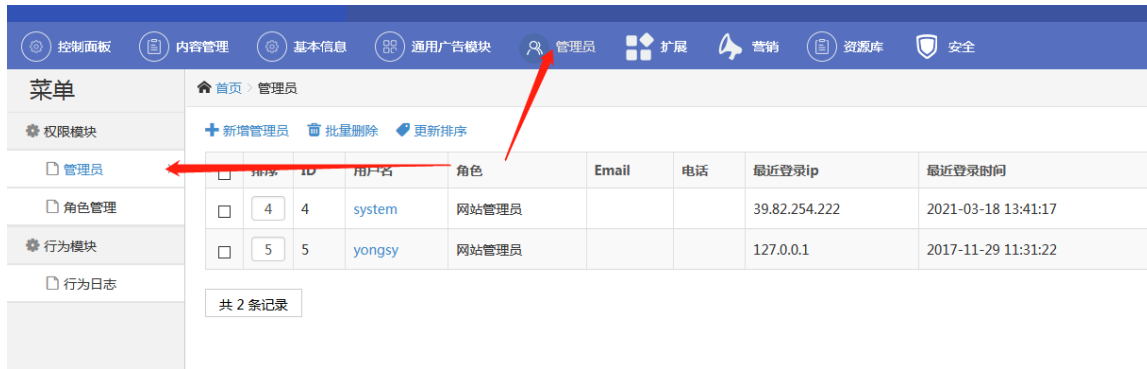 控制面板 内容管理 基本信息 通用广告模块 管理员 扩展 营销 资源库 安全
菜单
首页 > 管理员
权限模块
新增管理员 批量删除 更新排序
管理员
排序 ID 用户名 角色 Email 电话 最近登录ip 最近登录时间
角色管理
4 4 system 网站管理员 39.82.254.222 2021-03-18 13:41:17
行为模块
5 5 yongsy 网站管理员 127.0.0.1 2017-11-29 11:31:22
行为日志
共 2 条记录